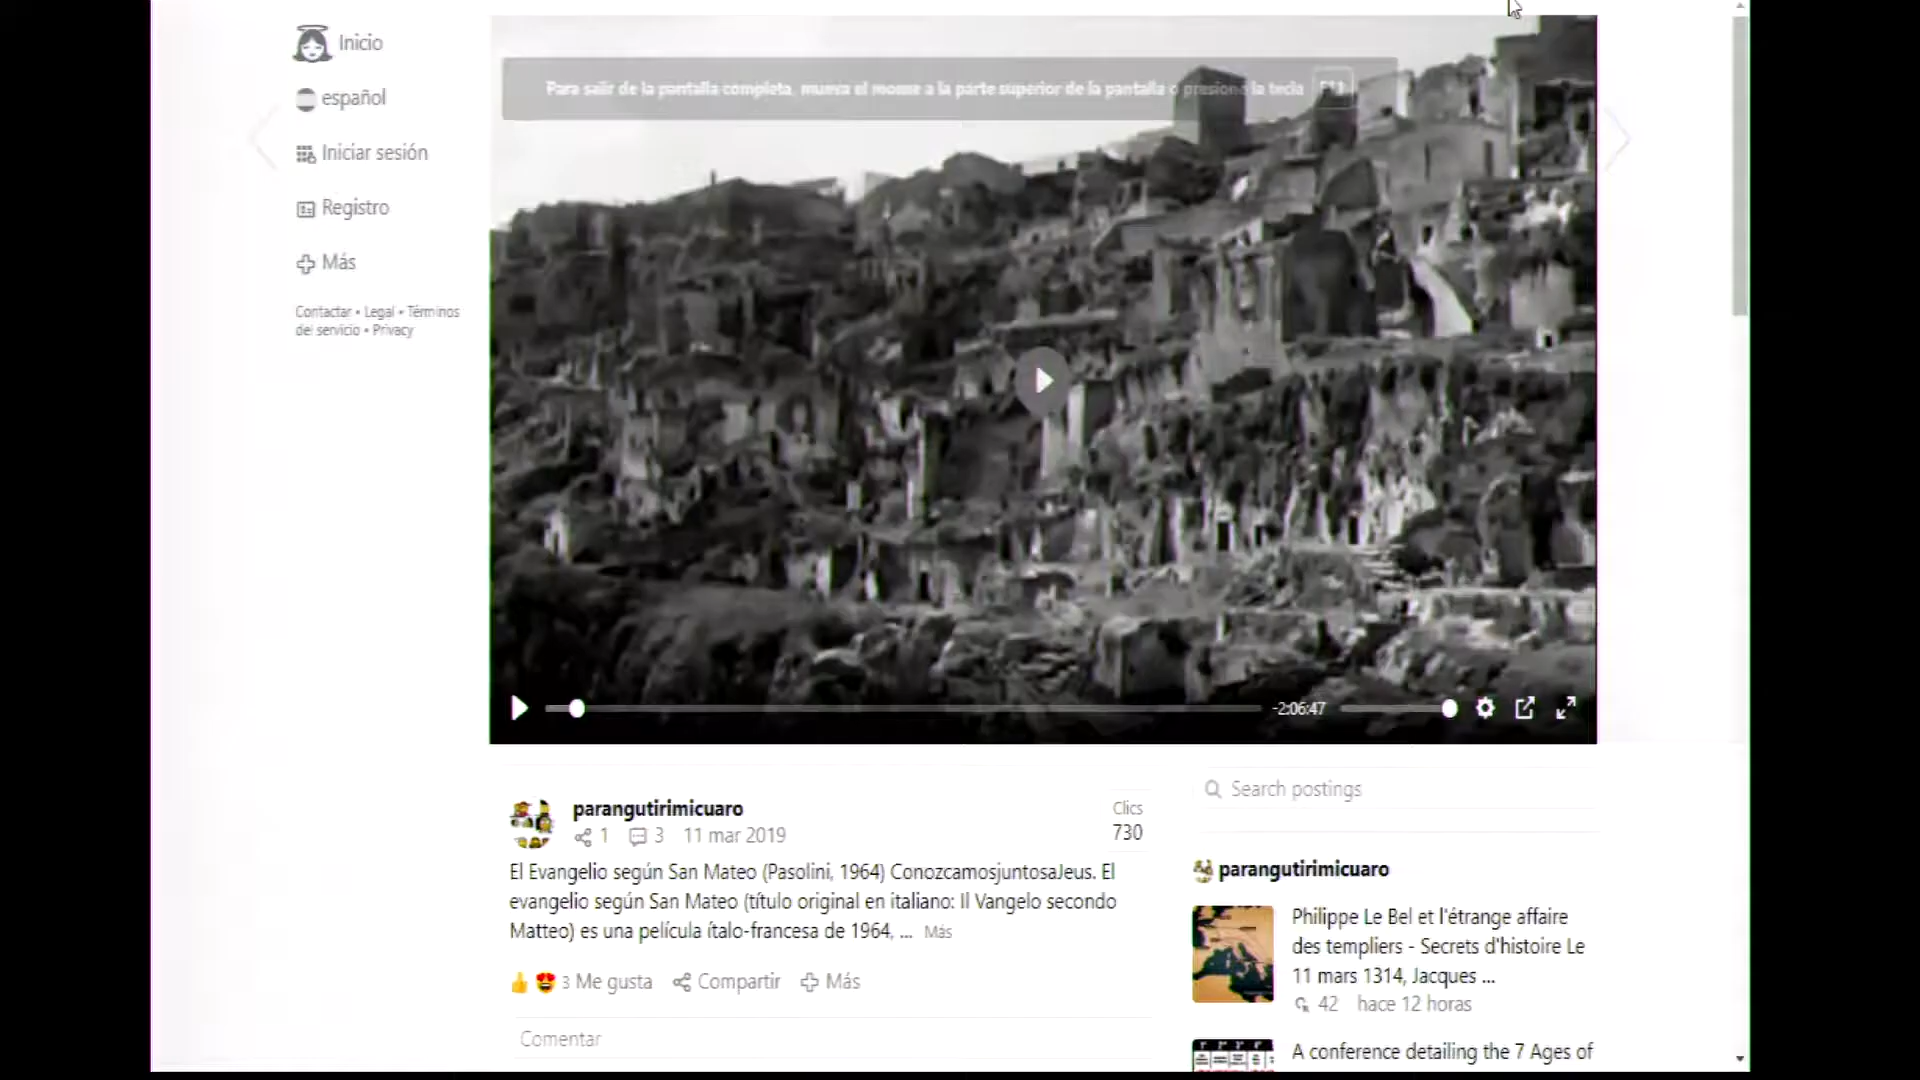 Inicio
español
Iniciar sesión
Registro
Más
Contactar • Legal • Términos
del servicio • Privacy
Para salir de la pantalla completa, mueva el mouse a la parte superior de la pantalla o presione la tecla F11
-2:06:47
parangutirimicuaro
1 3 11 mar 2019
Clics
730
El Evangelio según San Mateo (Pasolini, 1964) ConozcamosjuntosaJeus. El
evangelio según San Mateo (título original en italiano: Il Vangelo secondo
Matteo) es una película ítalo-francesa de 1964, ... Más
3 Me gusta Compartir Más
Comentar
Search postings
parangutirimicuaro
Philippe Le Bel et l'étrange affaire
des templiers - Secrets d'histoire Le
11 mars 1314, Jacques ...
42 hace 12 horas
A conference detailing the 7 Ages of